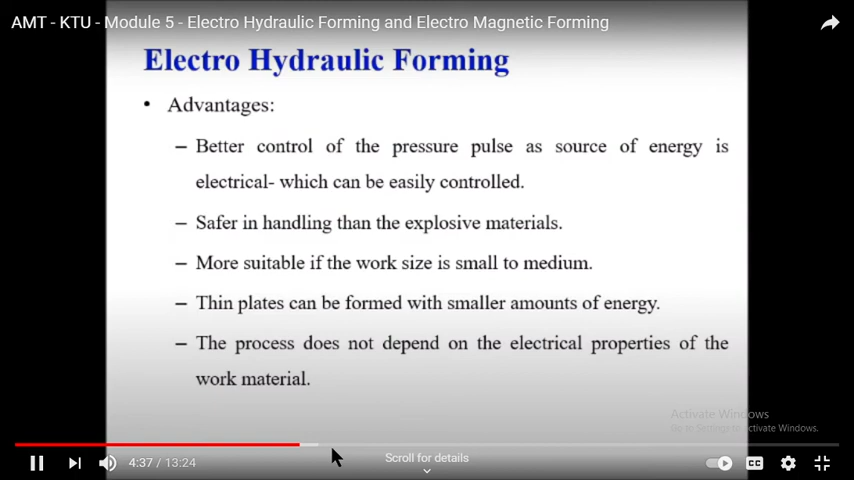 AMT - KTU - Module 5 - Electro Hydraulic Forming and Electro Magnetic Forming
Electro Hydraulic Forming
• Advantages:
– Better control of the pressure pulse as source of energy is
electrical- which can be easily controlled.
– Safer in handling than the explosive materials.
– More suitable if the work size is small to medium.
– Thin plates can be formed with smaller amounts of energy.
– The process does not depend on the electrical properties of the
work material.
Activate Windows
Go to Settings to activate Windows.
4:37 / 13:24
Scroll for details
CC